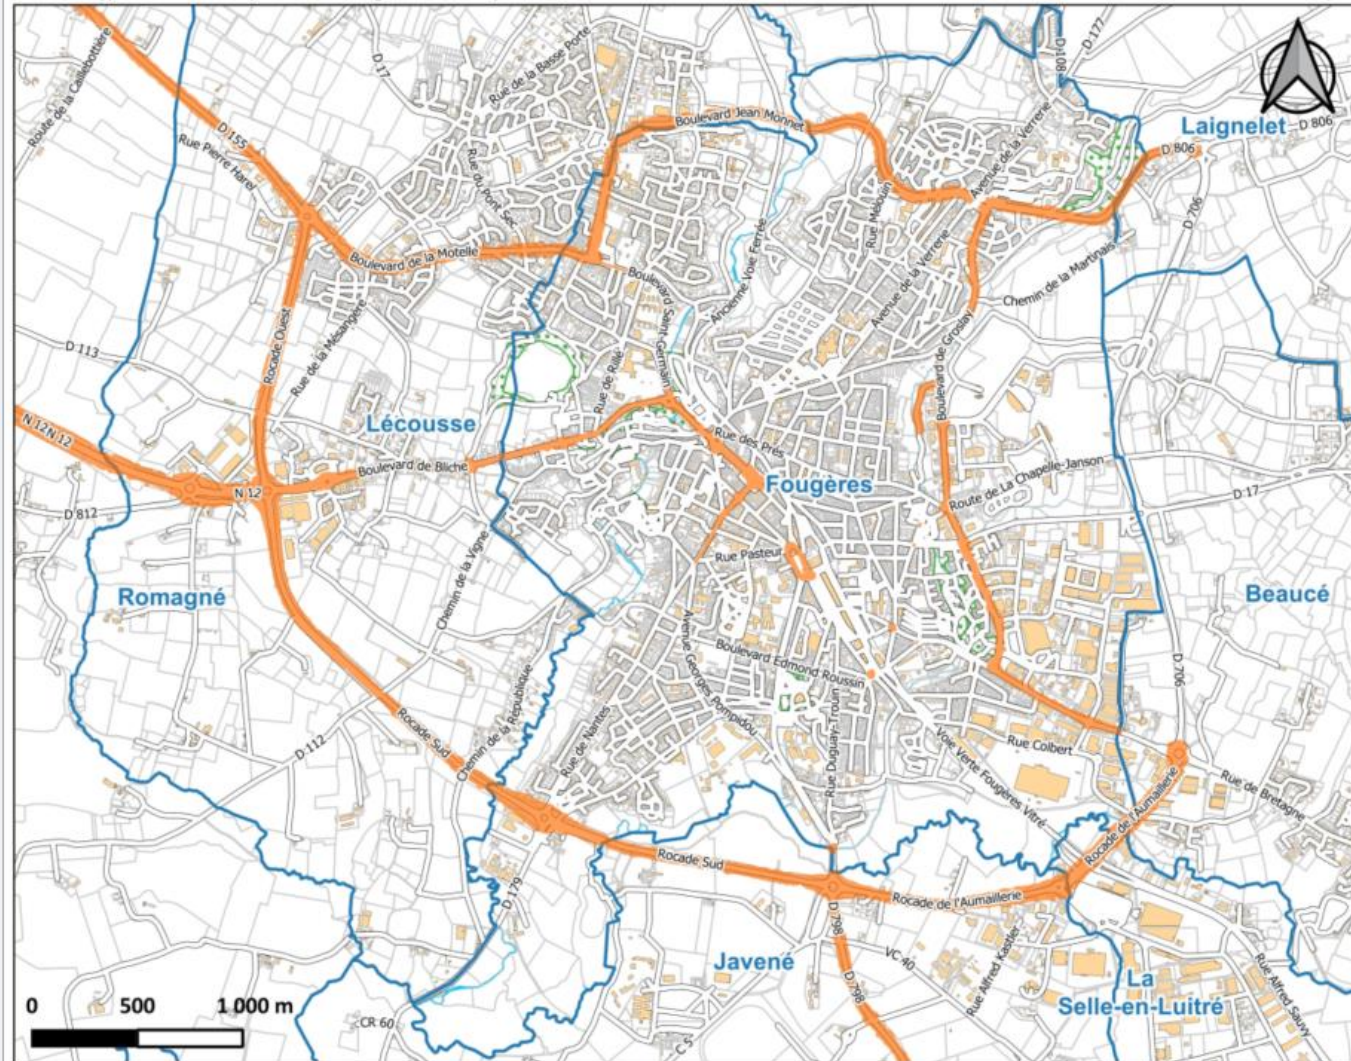 Route de la Caillebottière
D 17
Rue de la Basse Porte
D 108
D 177
D 155
Rue Pierre Harel
Boulevard Jean Monnet
Avenue de la Verrerie
Laignelet
D 806
D 806
Rue du Pont Sec
Rue Mélouin
D 706
Boulevard de la Motelle
Ancienne Voie Ferrée
Boulevard Saint-Germain
Avenue de la Verrerie
Chemin de la Martinais
Rocade Ouest
Rue de la Mésangère
D 113
Rue de Rillé
Boulevard de Groslay
N 12
N 12
Lécousse
Rue des Prés
Boulevard de Bliche
Route de La Chapelle-Janson
N 12
Fougères
D 17
D 812
Chemin de la Vigne
Rue Pasteur
Romagné
Beaucé
Avenue Georges Pompidou
Boulevard Edmond Roussin
D 706
Chemin de la République
Rue de Nantes
Rue Duguay-Trouin
Rocade Sud
D 112
Voie Verte Fougères Vitré
Rue Colbert
Rue de Bretagne
Rocade de l'Aumaillerie
Rocade Sud
Rocade de l'Aumaillerie
D 179
D 798
Javené
VC 40
Rue Alfred Kastler
D 798
La
Selle-en-Luitré
Rue Alfred Sauvy
0 500 1 000 m
CR 60
C 5